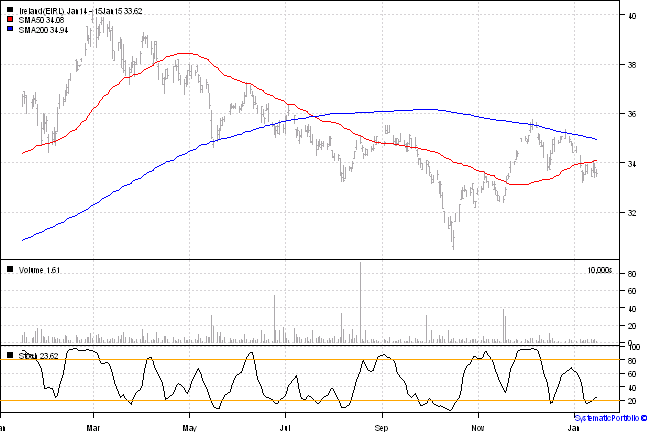 Ireland(EIRL) Jan14 - 15Jan15 33.62
SMA50 34.08
SMA200 34.94
40
38
36
34
32
Volume 1.61
10,000s
80
60
40
20
0
Stoch 23.62
100
80
60
40
20
an
Mar
May
Jul
Sep
Nov
Jan
SystematicPortfolio ©